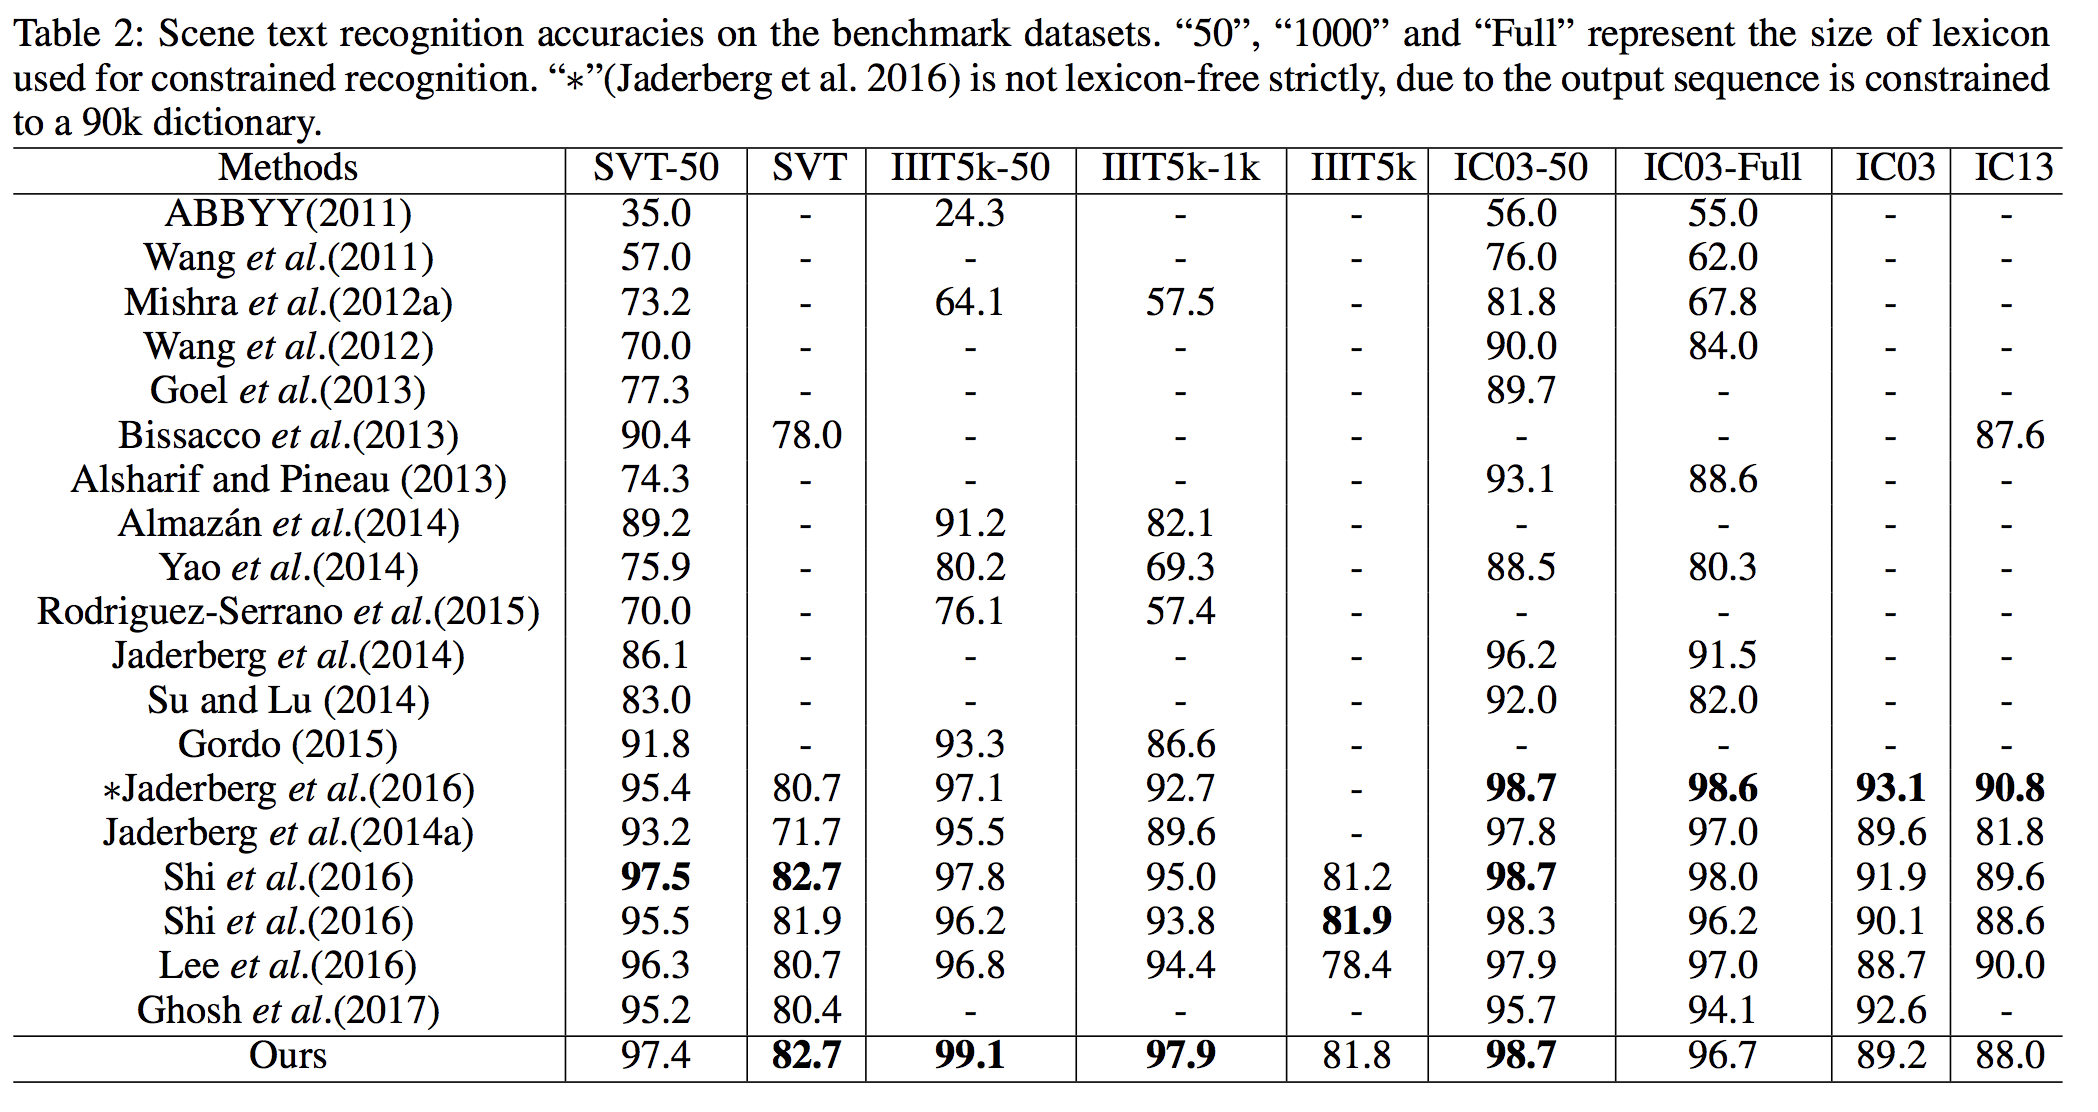 Table 2: Scene text recognition accuracies on the benchmark datasets. “50”, “1000” and “Full” represent the size of lexicon
used for constrained recognition. “∗”(Jaderberg et al. 2016) is not lexicon-free strictly, due to the output sequence is constrained
to a 90k dictionary.
Methods SVT-50 SVT IIIT5k-50 IIIT5k-1k IIIT5k IC03-50 IC03-Full IC03 IC13
ABBYY(2011) 35.0 - 24.3 - - 56.0 55.0 - -
Wang et al.(2011) 57.0 - - - - 76.0 62.0 - -
Mishra et al.(2012a) 73.2 - 64.1 57.5 - 81.8 67.8 - -
Wang et al.(2012) 70.0 - - - - 90.0 84.0 - -
Goel et al.(2013) 77.3 - - - - 89.7 - - -
Bissacco et al.(2013) 90.4 78.0 - - - - - - 87.6
Alsharif and Pineau (2013) 74.3 - - - - 93.1 88.6 - -
Almazán et al.(2014) 89.2 - 91.2 82.1 - - - - -
Yao et al.(2014) 75.9 - 80.2 69.3 - 88.5 80.3 - -
Rodriguez-Serrano et al.(2015) 70.0 - 76.1 57.4 - - - - -
Jaderberg et al.(2014) 86.1 - - - - 96.2 91.5 - -
Su and Lu (2014) 83.0 - - - - 92.0 82.0 - -
Gordo (2015) 91.8 - 93.3 86.6 - - - - -
∗Jaderberg et al.(2016) 95.4 80.7 97.1 92.7 - 98.7 98.6 93.1 90.8
Jaderberg et al.(2014a) 93.2 71.7 95.5 89.6 - 97.8 97.0 89.6 81.8
Shi et al.(2016) 97.5 82.7 97.8 95.0 81.2 98.7 98.0 91.9 89.6
Shi et al.(2016) 95.5 81.9 96.2 93.8 81.9 98.3 96.2 90.1 88.6
Lee et al.(2016) 96.3 80.7 96.8 94.4 78.4 97.9 97.0 88.7 90.0
Ghosh et al.(2017) 95.2 80.4 - - - 95.7 94.1 92.6 -
Ours 97.4 82.7 99.1 97.9 81.8 98.7 96.7 89.2 88.0